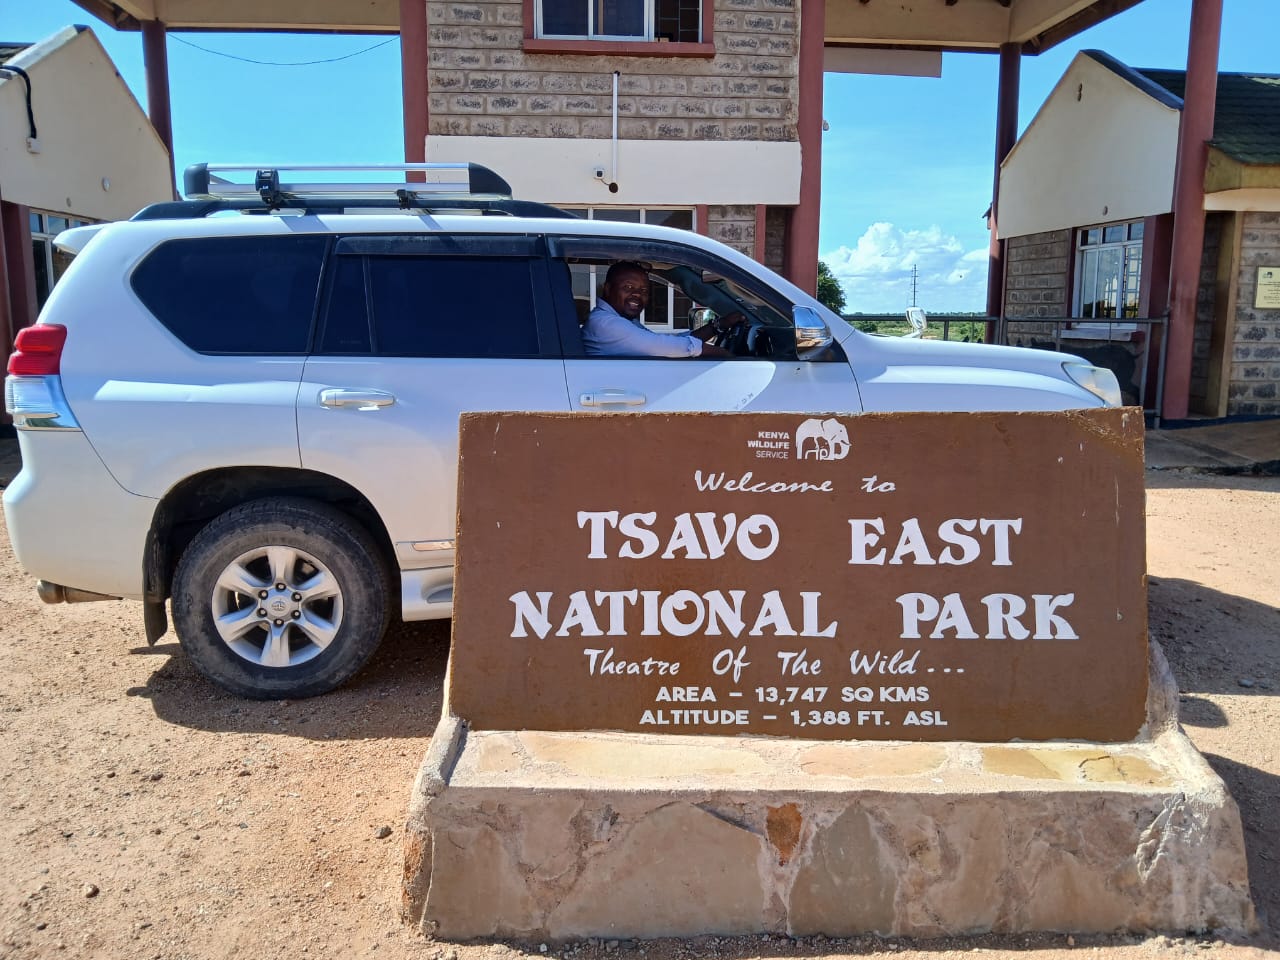 KENYA
WILDLIFE
SERVICE
Welcome to
TSAVO EAST
NATIONAL PARK
Theatre Of The Wild...
AREA - 13,747 SQ KMS
ALTITUDE - 1,388 FT. ASL